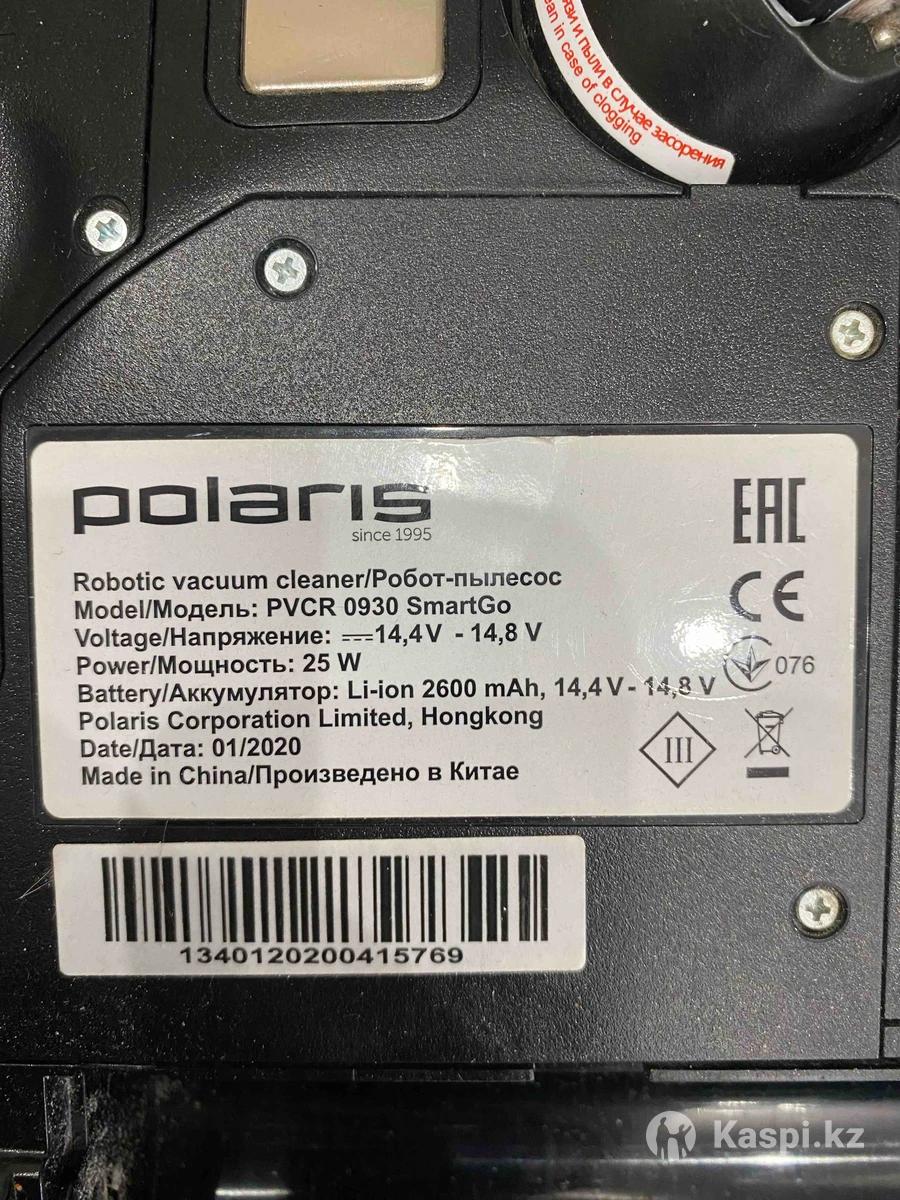 язи и пыли в случае засорения
ean in case of clogging
polaris
since 1995
EAC
Robotic vacuum cleaner/Робот-пылесос
Model/Модель: PVCR 0930 SmartGo
CE
Voltage/Напряжение: 14,4V - 14,8 V
Power/Мощность: 25 W
076
Battery/Аккумулятор: Li-ion 2600 mAh, 14,4V - 14,8 V
Polaris Corporation Limited, Hongkong
III
Date/Дата: 01/2020
Made in China/Произведено в Китае
1340120200415769
Kaspi.kz